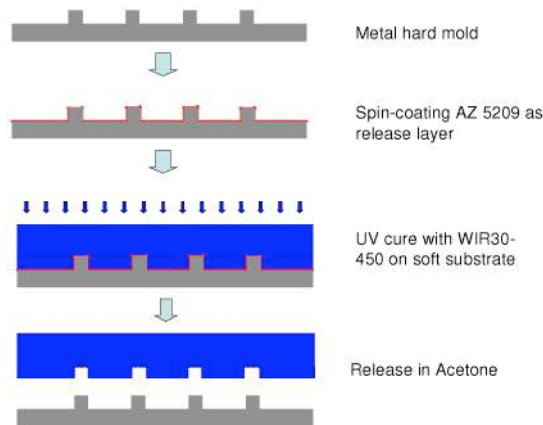 Metal hard mold
Spin-coating AZ 5209 as
release layer
UV cure with WIR30-
450 on soft substrate
Release in Acetone